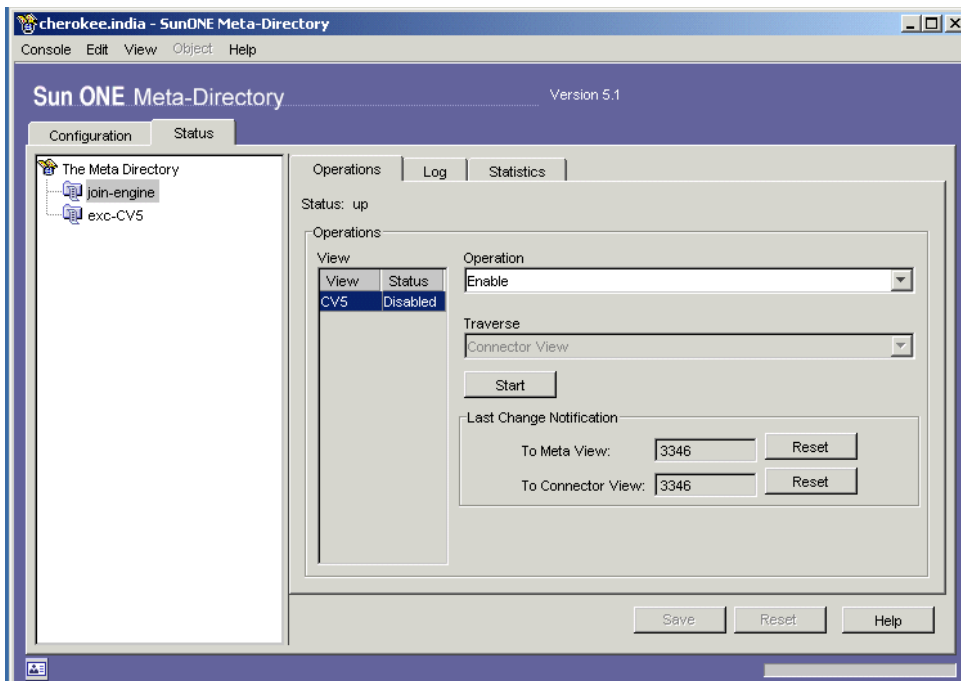 cherokee.india - SunONE Meta-Directory
Console Edit View Object Help
Sun ONE Meta-Directory Version 5.1
Configuration Status
The Meta Directory
join-engine
exc-CV5
Operations Log Statistics
Status: up
Operations
View
View Status
CV5 Disabled
Operation
Enable
Traverse
Connector View
Start
Last Change Notification
To Meta View: 3346 Reset
To Connector View: 3346 Reset
Save Reset Help